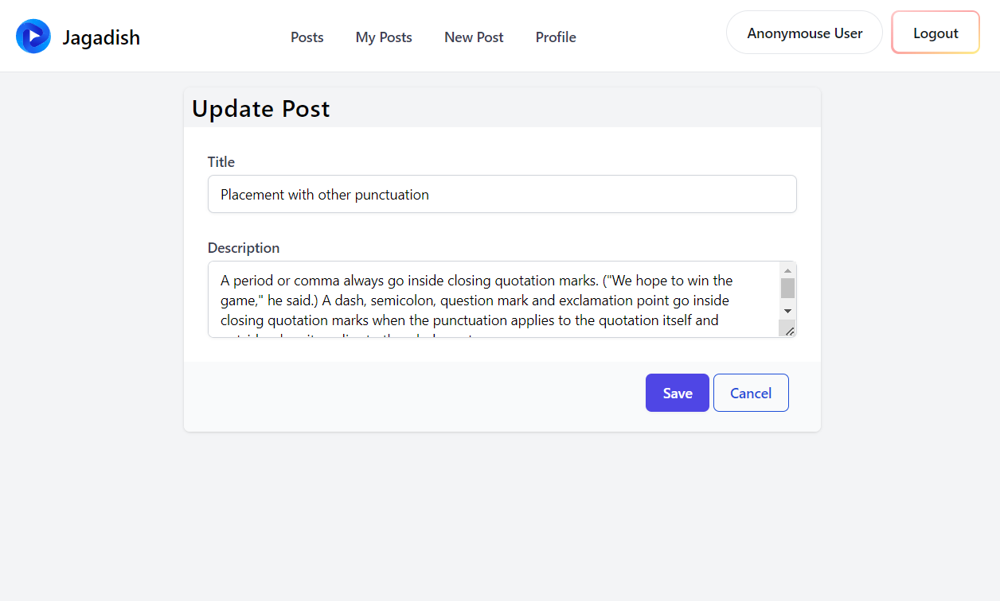 Jagadish
Posts
My Posts
New Post
Profile
Anonymouse User
Logout
Update Post
Title
Placement with other punctuation
Description
A period or comma always go inside closing quotation marks. ("We hope to win the
game," he said.) A dash, semicolon, question mark and exclamation point go inside
closing quotation marks when the punctuation applies to the quotation itself and
Save
Cancel